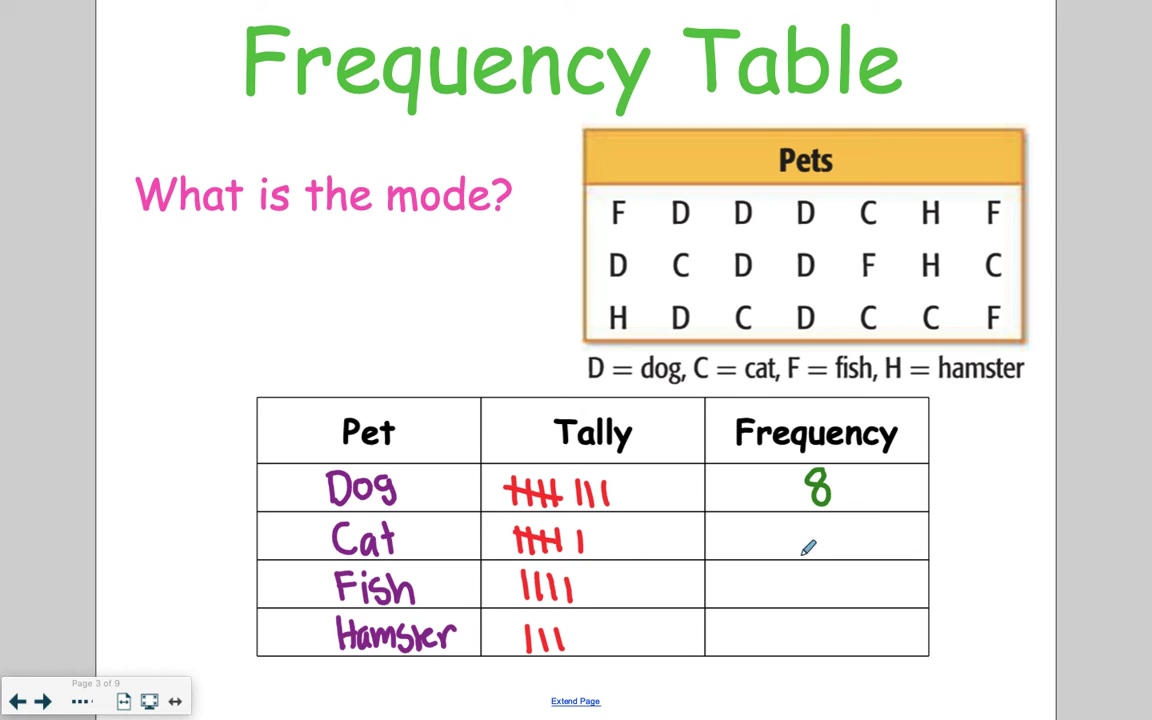 Frequency Table
What is the mode?
Pets
F D D D C H F
D C D D F H C
H D C D C C F
D = dog, C = cat, F = fish, H = hamster
Pet Tally Frequency
Dog 8
Cat
Fish
Hamster
Page 3 of 9
Extend Page